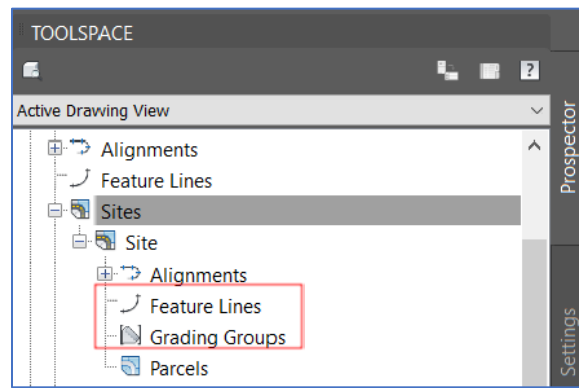 TOOLSPACE
?
Active Drawing View
Alignments
Feature Lines
Sites
Site
Alignments
Feature Lines
Grading Groups
Parcels
Prospector
Settings